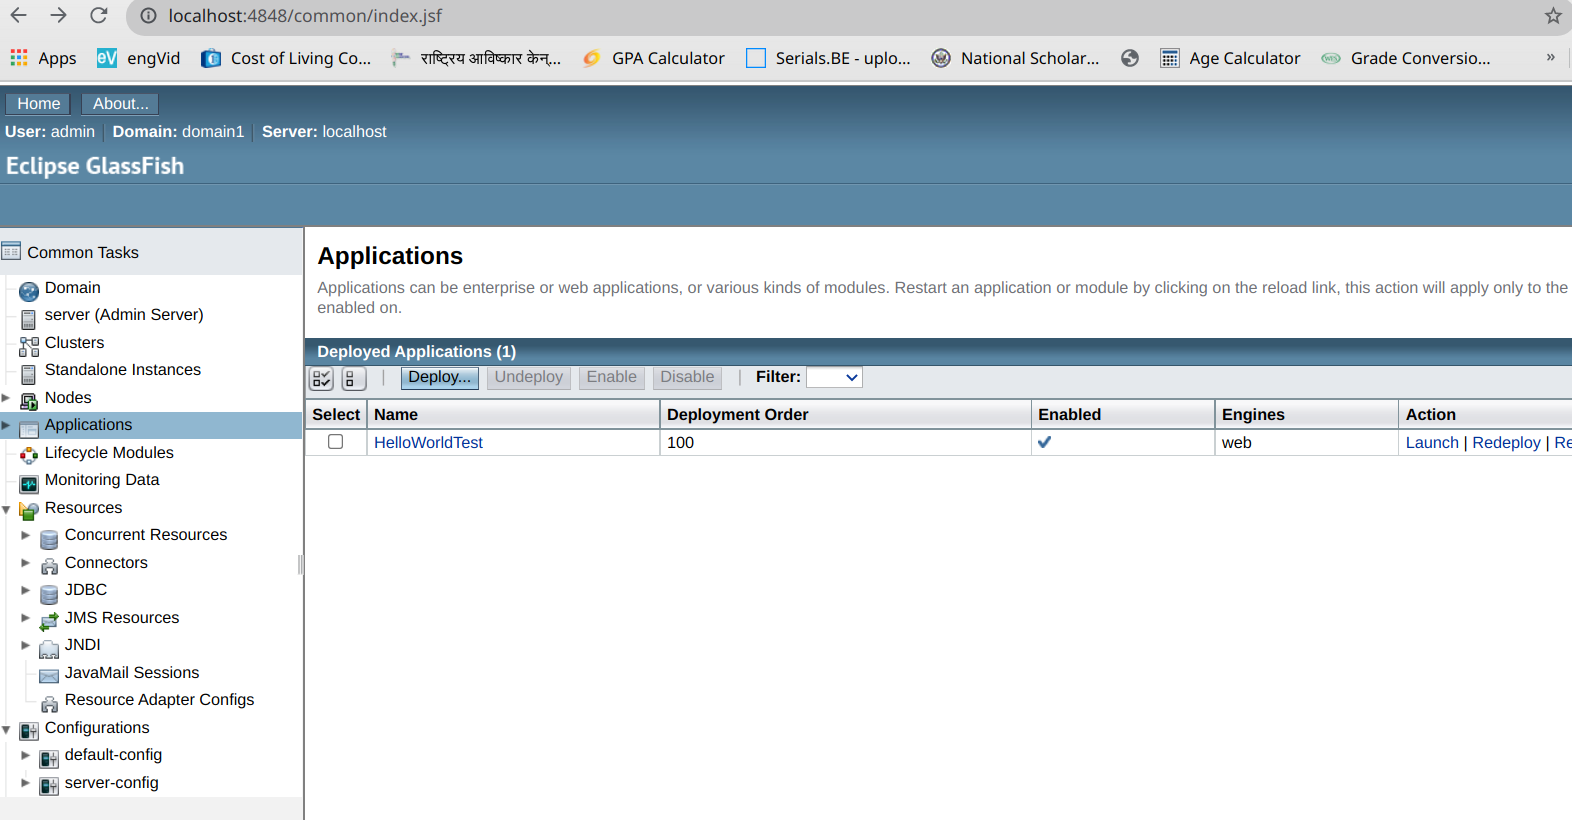 localhost:4848/common/index.jsf
Apps engVid Cost of Living Co... राष्ट्रिय आविष्कार केन्... GPA Calculator Serials.BE - uplo... National Scholar... Age Calculator Grade Conversio... »
Home About...
User: admin Domain: domain1 Server: localhost
Eclipse GlassFish
Common Tasks
Domain
server (Admin Server)
Clusters
Standalone Instances
Nodes
Applications
Lifecycle Modules
Monitoring Data
Resources
Concurrent Resources
Connectors
JDBC
JMS Resources
JNDI
JavaMail Sessions
Resource Adapter Configs
Configurations
default-config
server-config
Applications
Applications can be enterprise or web applications, or various kinds of modules. Restart an application or module by clicking on the reload link, this action will apply only to the
enabled on.
Deployed Applications (1)
Deploy... Undeploy Enable Disable Filter:
Select Name Deployment Order Enabled Engines Action
HelloWorldTest 100 web Launch | Redeploy | Re